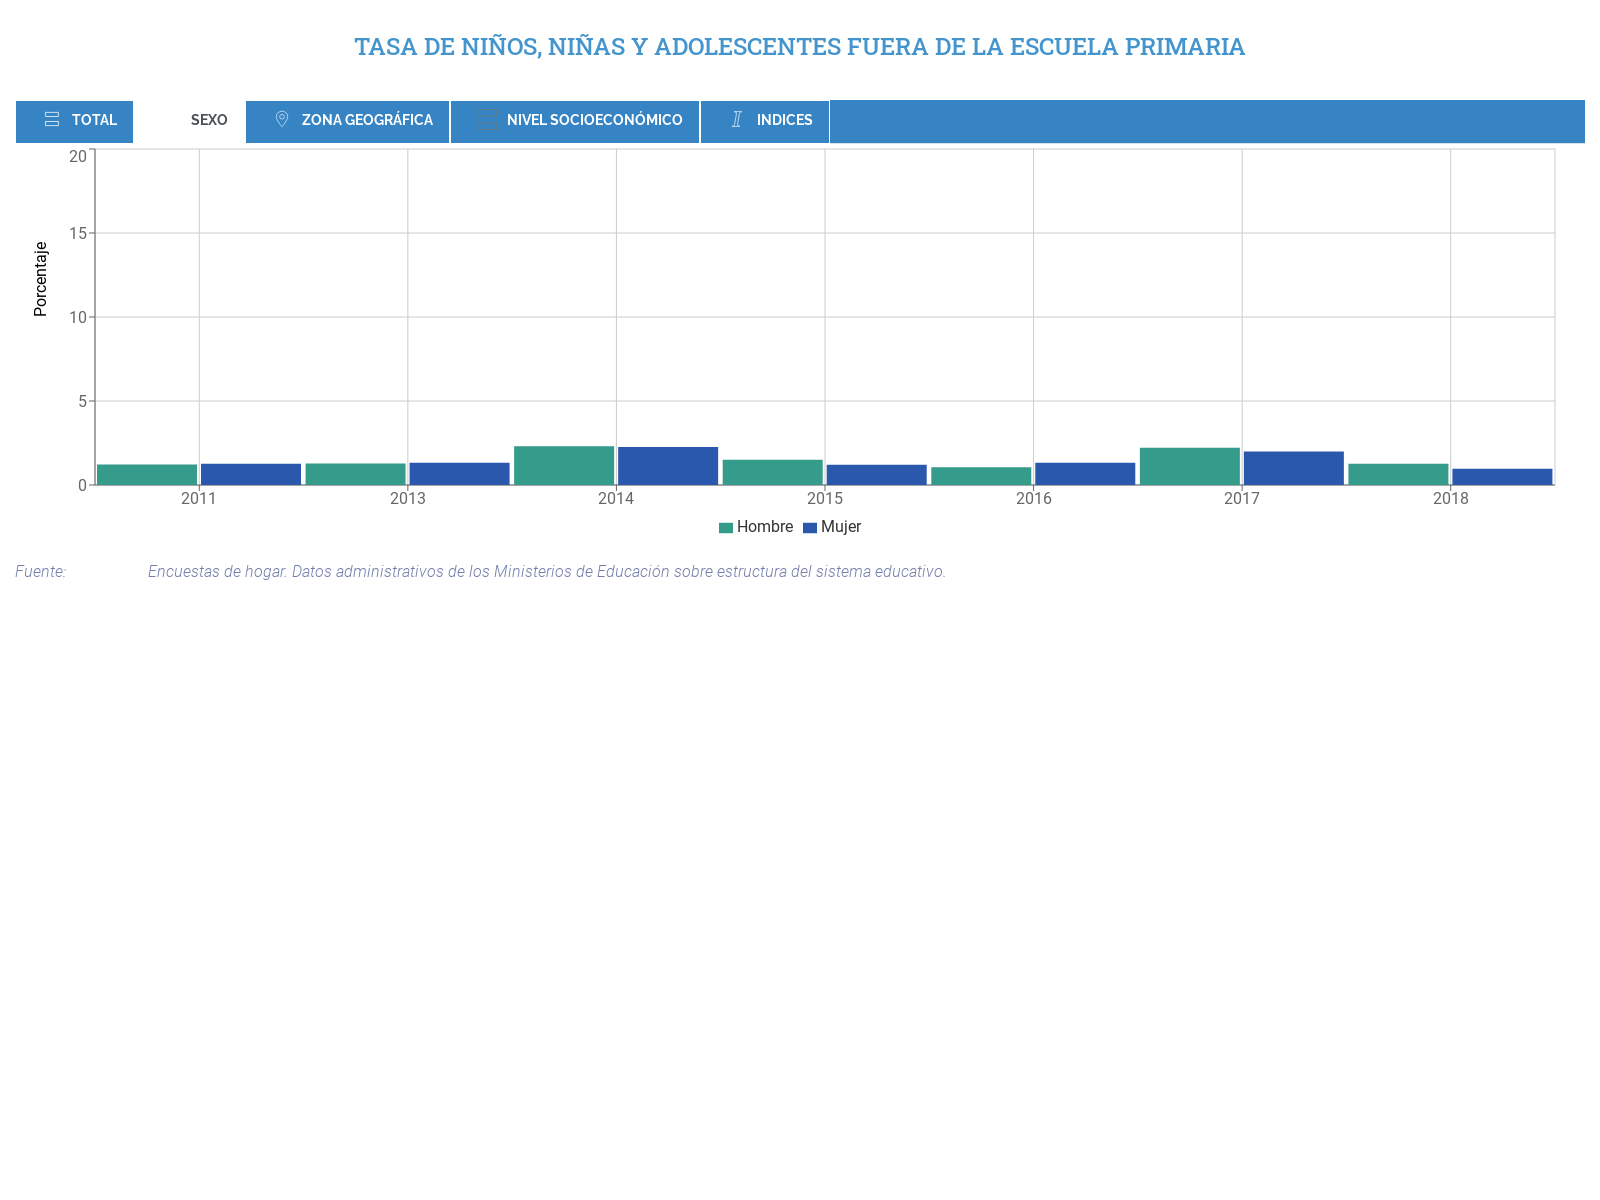 TASA DE NIÑOS, NIÑAS Y ADOLESCENTES FUERA DE LA ESCUELA PRIMARIA
TOTAL SEXO ZONA GEOGRÁFICA NIVEL SOCIOECONÓMICO INDICES
Porcentaje
20
15
10
5
0
2011 2013 2014 2015 2016 2017 2018
Hombre Mujer
Fuente: Encuestas de hogar. Datos administrativos de los Ministerios de Educación sobre estructura del sistema educativo.